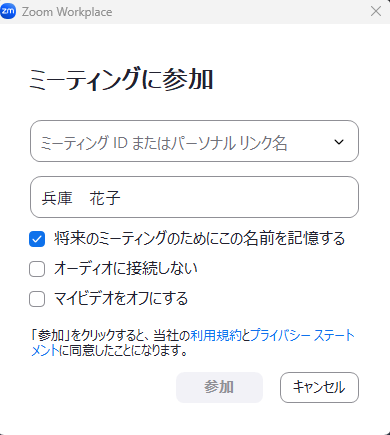 zm Zoom Workplace
ミーティングに参加
ミーティング ID またはパーソナル リンク名
兵庫　花子
将来のミーティングのためにこの名前を記憶する
オーディオに接続しない
マイビデオをオフにする
「参加」をクリックすると、当社の利用規約とプライバシー ステート
メントに同意したことになります。
参加 キャンセル